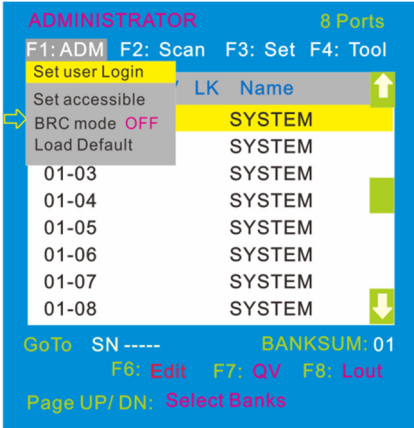 ADMINISTRATOR 8 Ports
F1: ADM F2: Scan F3: Set F4: Tool
Set user Login
LK Name
Set accessible
BRC mode OFF SYSTEM
Load Default SYSTEM
01-03 SYSTEM
01-04 SYSTEM
01-05 SYSTEM
01-06 SYSTEM
01-07 SYSTEM
01-08 SYSTEM
GoTo SN ----- BANKSUM: 01
F6: Edit F7: QV F8: Lout
Page UP/ DN: Select Banks